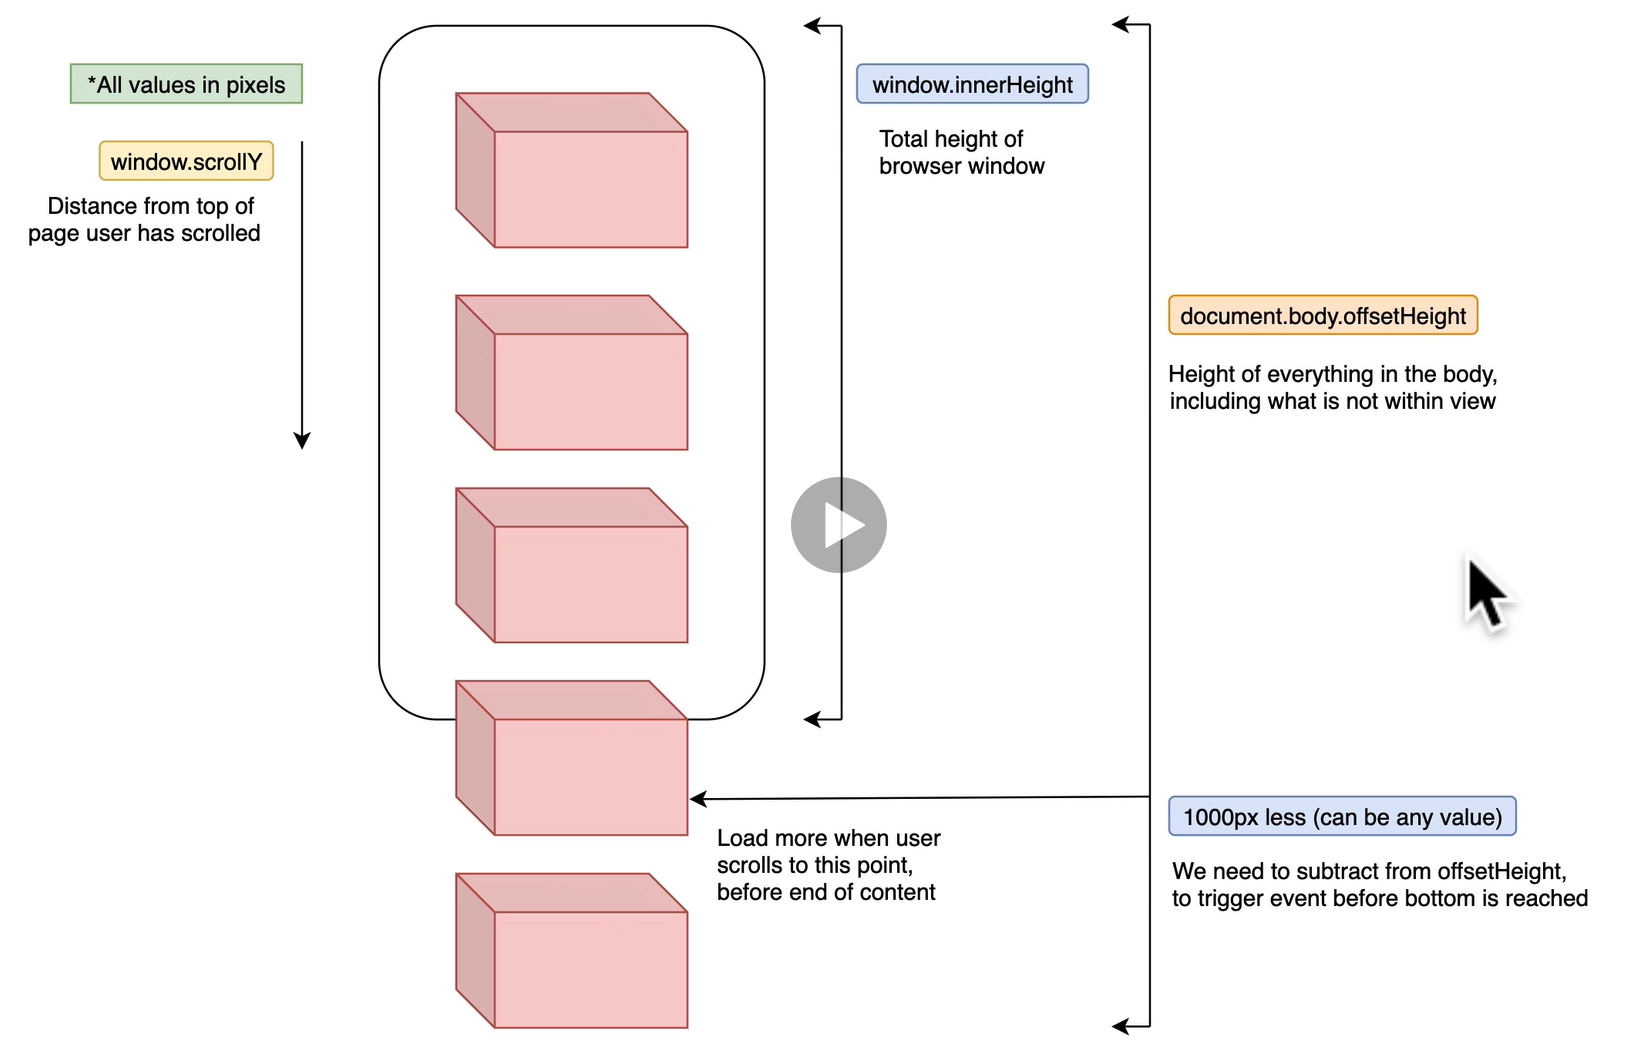 *All values in pixels
window.scrollY
Distance from top of
page user has scrolled
window.innerHeight
Total height of
browser window
document.body.offsetHeight
Height of everything in the body,
including what is not within view
1000px less (can be any value)
We need to subtract from offsetHeight,
to trigger event before bottom is reached
Load more when user
scrolls to this point,
before end of content